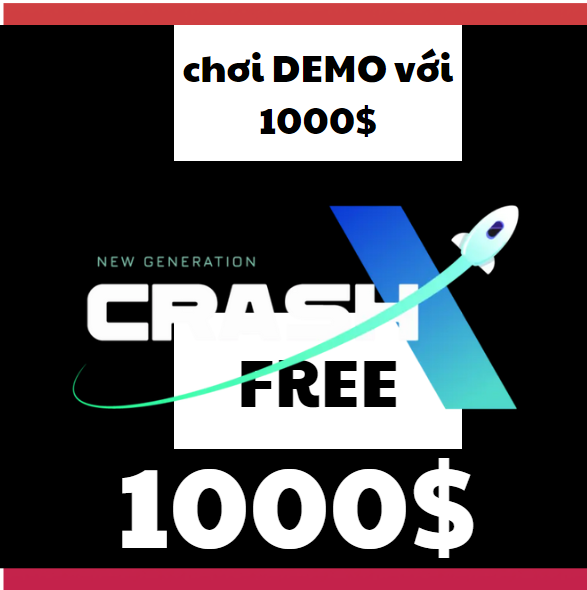 chơi DEMO với
1000$
NEW GENERATION
CRASH X
FREE
1000$